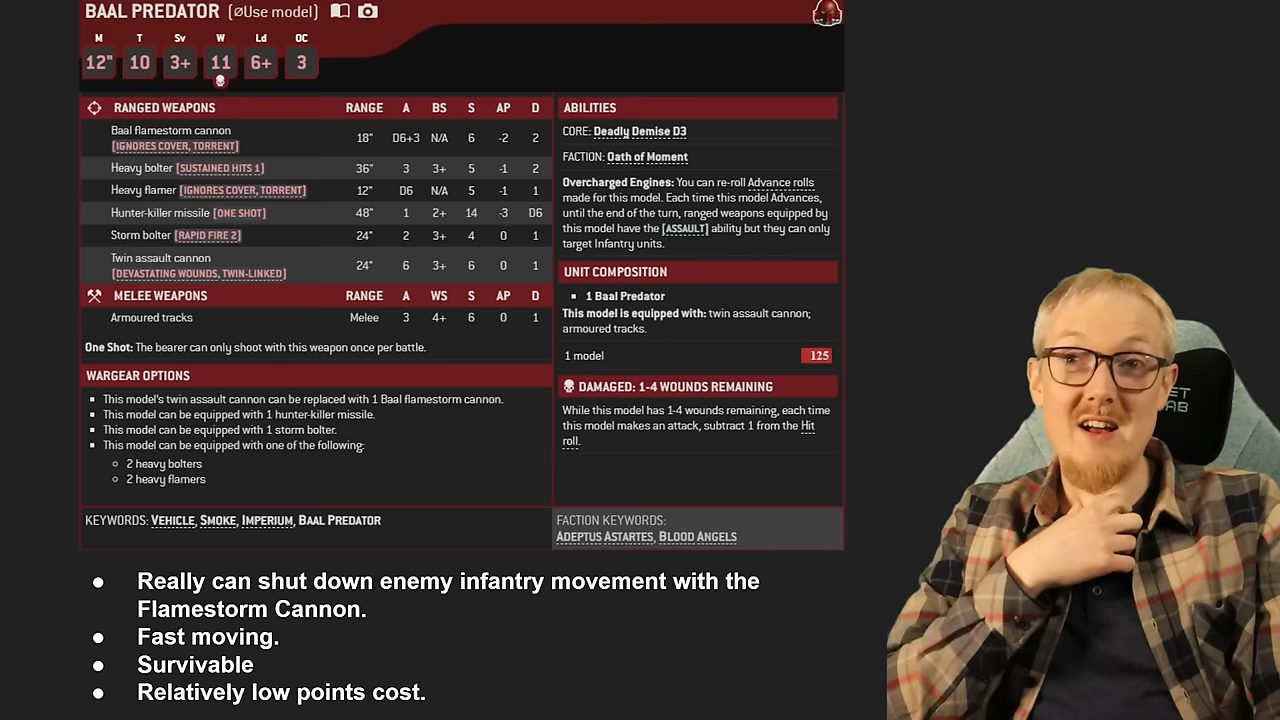 BAAL PREDATOR [⌀Use model]
M T Sv W Ld OC
12" 10 3+ 11 6+ 3
RANGED WEAPONS RANGE A BS S AP D
Baal flamestorm cannon
[IGNORES COVER, TORRENT] 18" D6+3 N/A 6 -2 2
Heavy bolter [SUSTAINED HITS 1] 36" 3 3+ 5 -1 2
Heavy flamer [IGNORES COVER, TORRENT] 12" D6 N/A 5 -1 1
Hunter-killer missile [ONE SHOT] 48" 1 2+ 14 -3 D6
Storm bolter [RAPID FIRE 2] 24" 2 3+ 4 0 1
Twin assault cannon
[DEVASTATING WOUNDS, TWIN-LINKED] 24" 6 3+ 6 0 1
MELEE WEAPONS RANGE A WS S AP D
Armoured tracks Melee 3 4+ 6 0 1
One Shot: The bearer can only shoot with this weapon once per battle.
WARGEAR OPTIONS
This model's twin assault cannon can be replaced with 1 Baal flamestorm cannon.
This model can be equipped with 1 hunter-killer missile.
This model can be equipped with 1 storm bolter.
This model can be equipped with one of the following:
2 heavy bolters
2 heavy flamers
KEYWORDS: VEHICLE, SMOKE, IMPERIUM, BAAL PREDATOR
ABILITIES
CORE: Deadly Demise D3
FACTION: Oath of Moment
Overcharged Engines: You can re-roll Advance rolls
made for this model. Each time this model Advances,
until the end of the turn, ranged weapons equipped by
this model have the [ASSAULT] ability but they can only
target Infantry units.
UNIT COMPOSITION
1 Baal Predator
This model is equipped with: twin assault cannon;
armoured tracks.
1 model 125
DAMAGED: 1-4 WOUNDS REMAINING
While this model has 1-4 wounds remaining, each time
this model makes an attack, subtract 1 from the Hit
roll.
FACTION KEYWORDS:
ADEPTUS ASTARTES, BLOOD ANGELS
● Really can shut down enemy infantry movement with the
Flamestorm Cannon.
● Fast moving.
● Survivable
● Relatively low points cost.